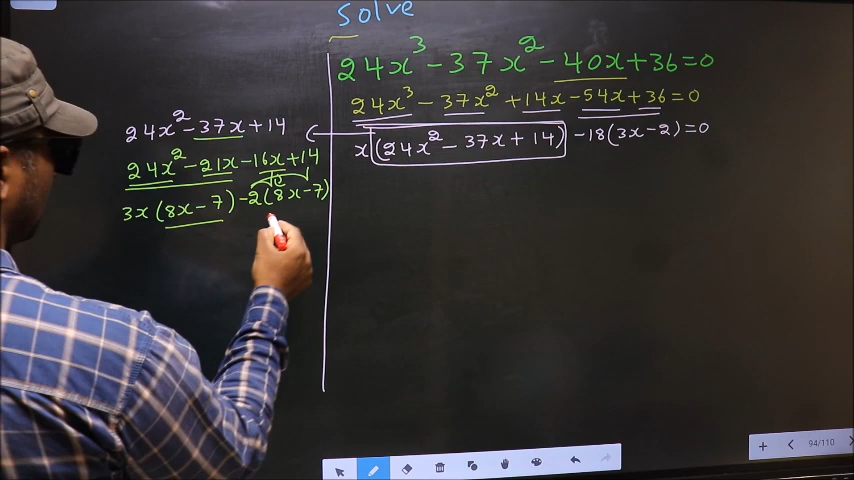 Solve
24x³ - 37x² - 40x + 36 = 0
24x³ - 37x² + 14x - 54x + 36 = 0
x(24x² - 37x + 14) - 18(3x - 2) = 0
24x² - 37x + 14
24x² - 21x - 16x + 14
3x(8x - 7) - 2(8x - 7)
94/110